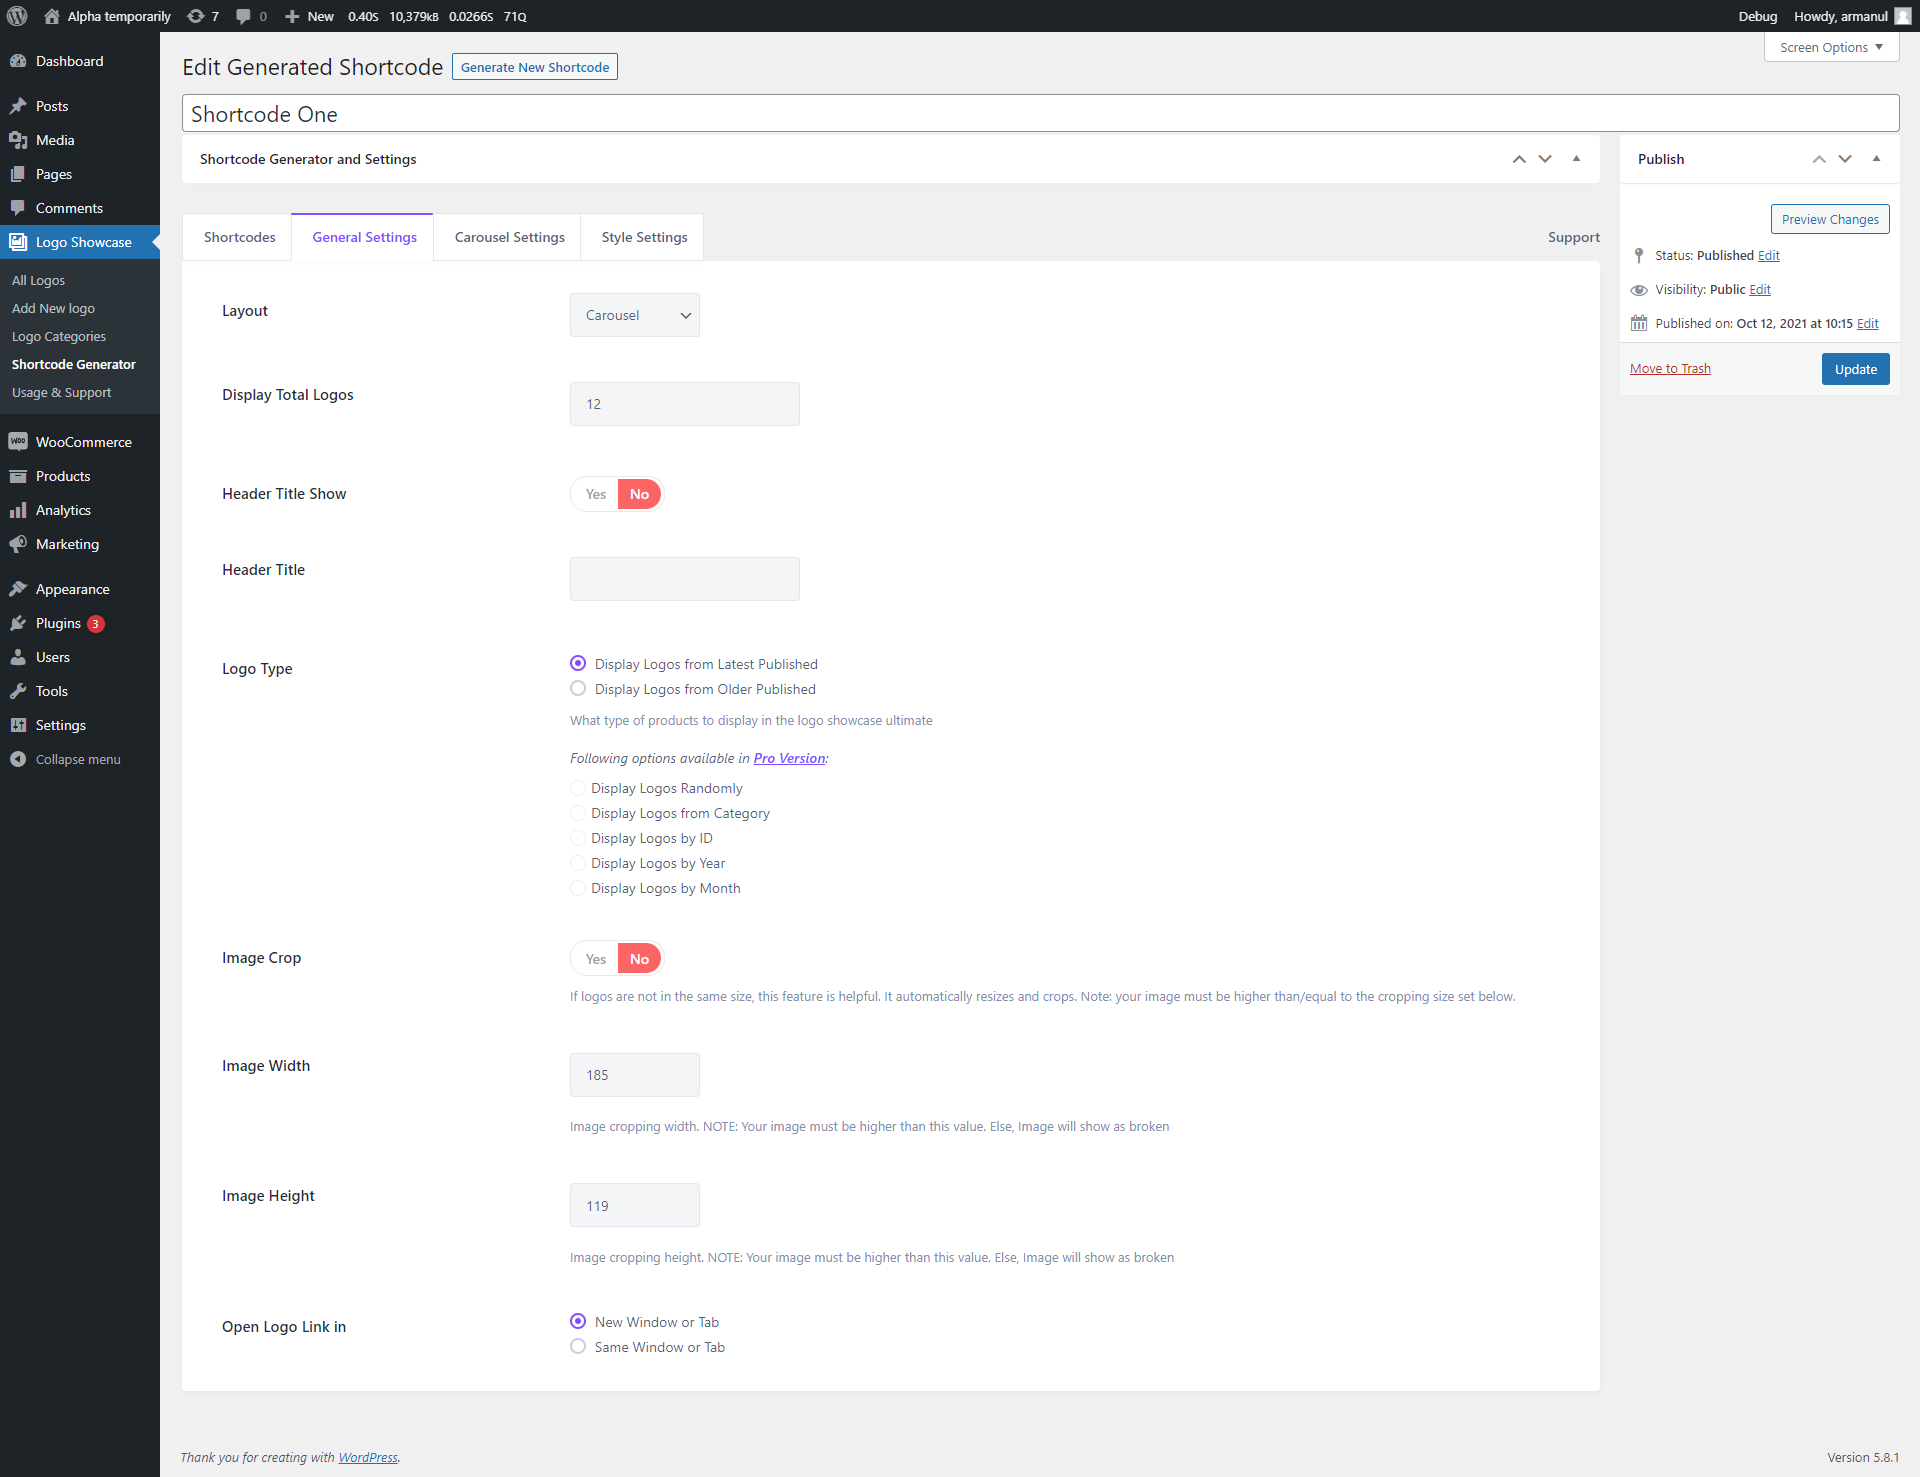 Alpha temporarily 7 0 New 0.40S 10,379KB 0.0266S 71Q Debug Howdy, armanul
Screen Options
Dashboard
Posts
Media
Pages
Comments
Logo Showcase
All Logos
Add New logo
Logo Categories
Shortcode Generator
Usage & Support
WooCommerce
Products
Analytics
Marketing
Appearance
Plugins 3
Users
Tools
Settings
Collapse menu
Edit Generated Shortcode Generate New Shortcode
Shortcode One
Shortcode Generator and Settings
Shortcodes General Settings Carousel Settings Style Settings Support
Layout Carousel
Display Total Logos 12
Header Title Show Yes No
Header Title
Logo Type Display Logos from Latest Published
Display Logos from Older Published
What type of products to display in the logo showcase ultimate
Following options available in Pro Version:
Display Logos Randomly
Display Logos from Category
Display Logos by ID
Display Logos by Year
Display Logos by Month
Image Crop Yes No
If logos are not in the same size, this feature is helpful. It automatically resizes and crops. Note: your image must be higher than/equal to the cropping size set below.
Image Width 185
Image cropping width. NOTE: Your image must be higher than this value. Else, Image will show as broken
Image Height 119
Image cropping height. NOTE: Your image must be higher than this value. Else, Image will show as broken
Open Logo Link in New Window or Tab
Same Window or Tab
Publish
Preview Changes
Status: Published Edit
Visibility: Public Edit
Published on: Oct 12, 2021 at 10:15 Edit
Move to Trash Update
Thank you for creating with WordPress. Version 5.8.1